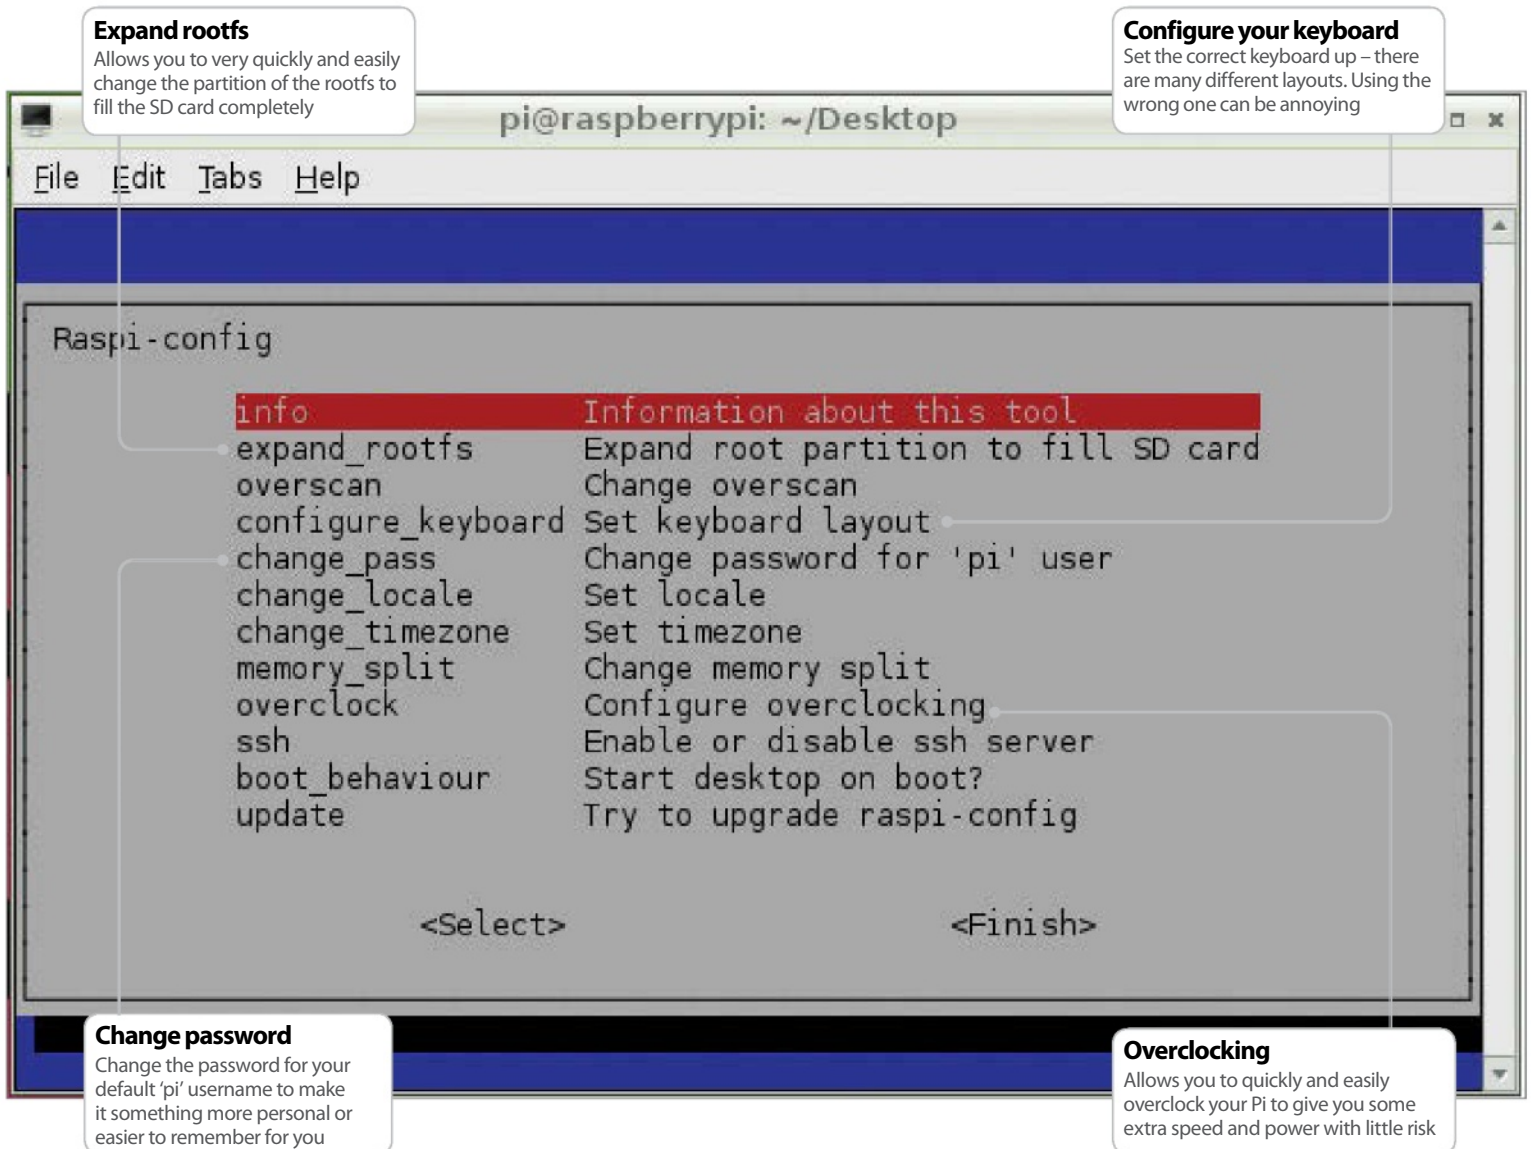 Expand rootfs
Allows you to very quickly and easily
change the partition of the rootfs to
fill the SD card completely
Configure your keyboard
Set the correct keyboard up – there
are many different layouts. Using the
wrong one can be annoying
pi@raspberrypi: ~/Desktop
File Edit Tabs Help
Raspi-config
info Information about this tool
expand_rootfs Expand root partition to fill SD card
overscan Change overscan
configure_keyboard Set keyboard layout
change_pass Change password for 'pi' user
change_locale Set locale
change_timezone Set timezone
memory_split Change memory split
overclock Configure overclocking
ssh Enable or disable ssh server
boot_behaviour Start desktop on boot?
update Try to upgrade raspi-config
<Select> <Finish>
Change password
Change the password for your
default ‘pi’ username to make
it something more personal or
easier to remember for you
Overclocking
Allows you to quickly and easily
overclock your Pi to give you some
extra speed and power with little risk